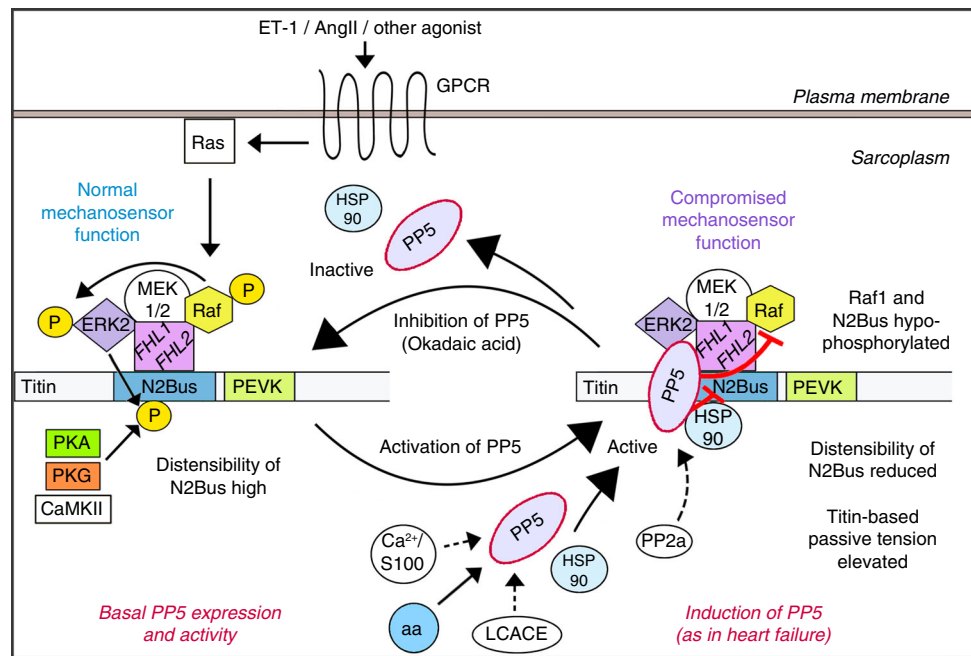 ET-1 / AngII / other agonist
GPCR
Plasma membrane
Ras
Sarcoplasm
Normal
mechanosensor
function
HSP
90
PP5
Inactive
Compromised
mechanosensor
function
P
MEK
1/2
Raf
P
ERK2
FHL1
FHL2
Inhibition of PP5
(Okadaic acid)
MEK
1/2
Raf
ERK2
FHL1
FHL2
Raf1 and
N2Bus hypo-
phosphorylated
Titin
N2Bus
PEVK
P
Titin
PP5
N2Bus
PEVK
HSP
90
PKA
PKG
CaMKII
Distensibility of
N2Bus high
Activation of PP5
Active
Distensibility of
N2Bus reduced
Ca²⁺/
S100
PP5
HSP
90
PP2a
Titin-based
passive tension
elevated
aa
LCACE
Basal PP5 expression
and activity
Induction of PP5
(as in heart failure)